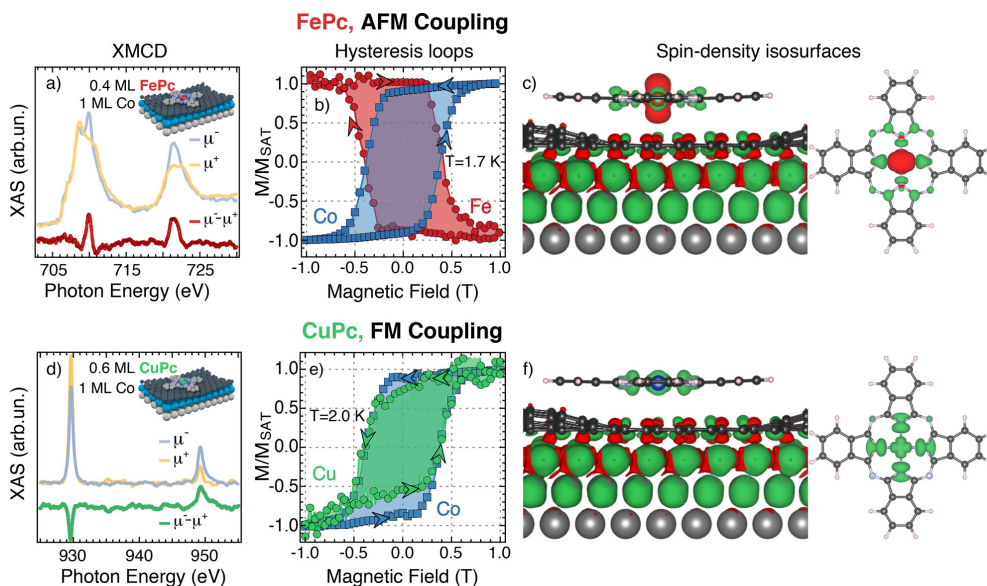 FePc, AFM Coupling
XMCD
Hysteresis loops
Spin-density isosurfaces
a)
0.4 ML FePc
1 ML Co
μ⁻
μ⁺
μ⁻-μ⁺
XAS (arb.un.)
705 715 725
Photon Energy (eV)
b)
T=1.7 K
Co
Fe
M/M_SAT
1.0
0.5
0.0
-0.5
-1.0
-1.0 -0.5 0.0 0.5 1.0
Magnetic Field (T)
c)
CuPc, FM Coupling
d)
0.6 ML CuPc
1 ML Co
μ⁻
μ⁺
μ⁻-μ⁺
XAS (arb.un.)
930 940 950
Photon Energy (eV)
e)
T=2.0 K
Cu
Co
M/M_SAT
1.0
0.5
0.0
-0.5
-1.0
-1.0 -0.5 0.0 0.5 1.0
Magnetic Field (T)
f)